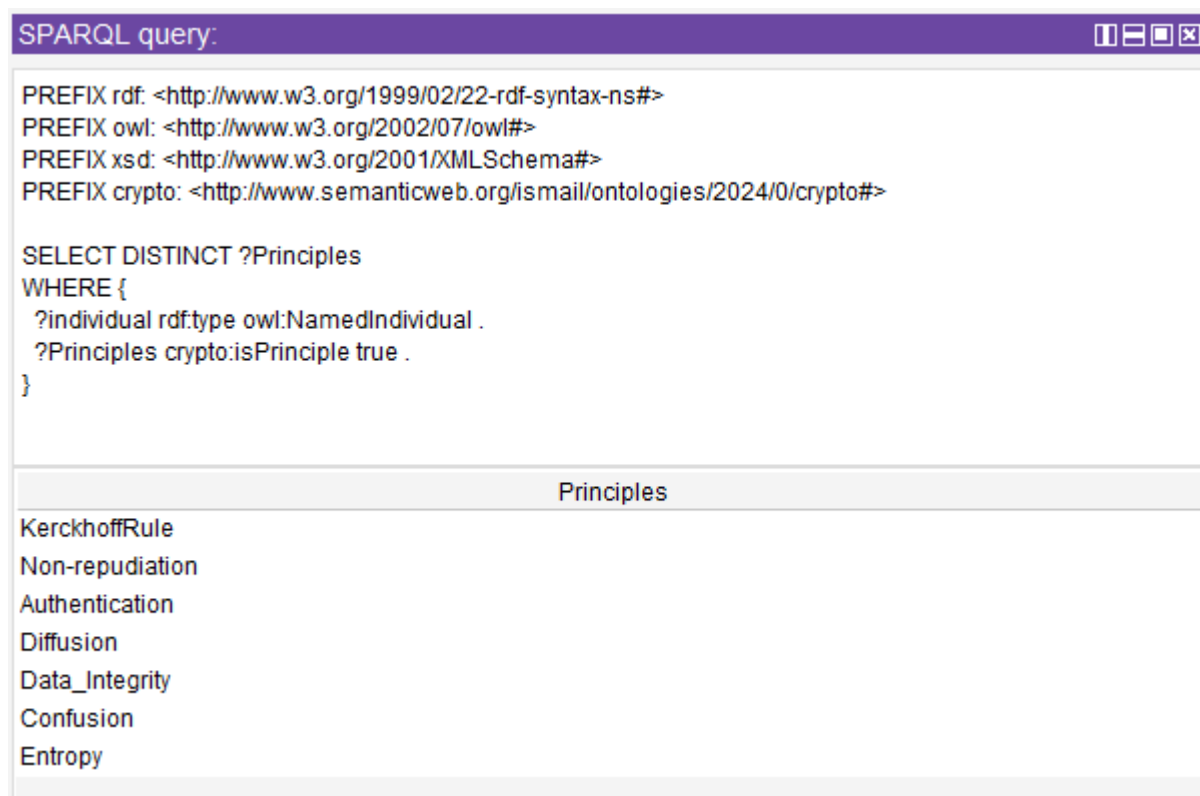 SPARQL query:
PREFIX rdf: <http://www.w3.org/1999/02/22-rdf-syntax-ns#>
PREFIX owl: <http://www.w3.org/2002/07/owl#>
PREFIX xsd: <http://www.w3.org/2001/XMLSchema#>
PREFIX crypto: <http://www.semanticweb.org/ismail/ontologies/2024/0/crypto#>
SELECT DISTINCT ?Principles
WHERE {
?individual rdf:type owl:NamedIndividual .
?Principles crypto:isPrinciple true .
}
Principles
KerckhoffRule
Non-repudiation
Authentication
Diffusion
Data_Integrity
Confusion
Entropy